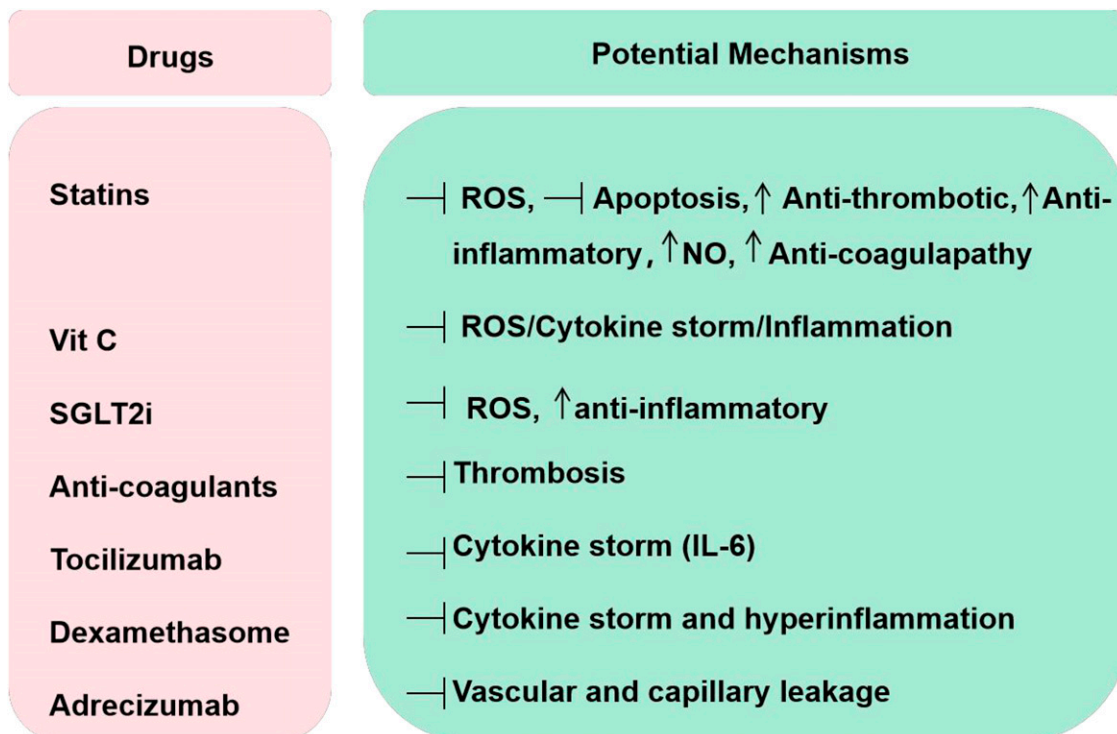 Drugs
Potential Mechanisms
Statins
⊣ ROS, ⊣ Apoptosis, ↑ Anti-thrombotic, ↑ Anti-
inflammatory, ↑NO, ↑ Anti-coagulapathy
Vit C
⊣ ROS/Cytokine storm/Inflammation
SGLT2i
⊣ ROS, ↑ anti-inflammatory
Anti-coagulants
⊣ Thrombosis
Tocilizumab
⊣ Cytokine storm (IL-6)
Dexamethasome
⊣ Cytokine storm and hyperinflammation
Adrecizumab
⊣ Vascular and capillary leakage